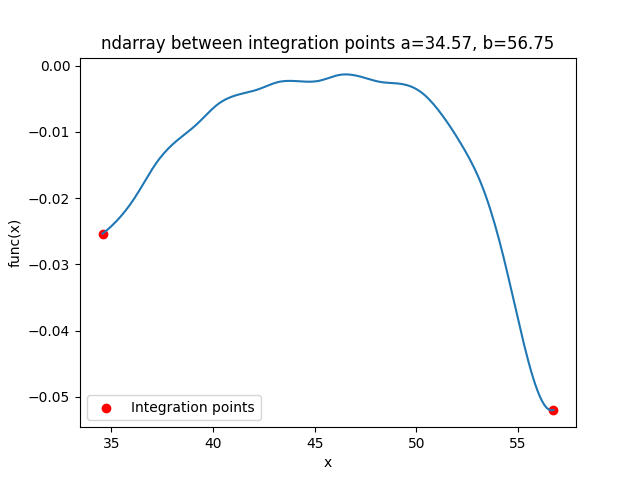 ndarray between integration points a=34.57, b=56.75
0.00
−0.01
−0.02
−0.03
−0.04
−0.05
func(x)
Integration points
35
40
45
50
55
x